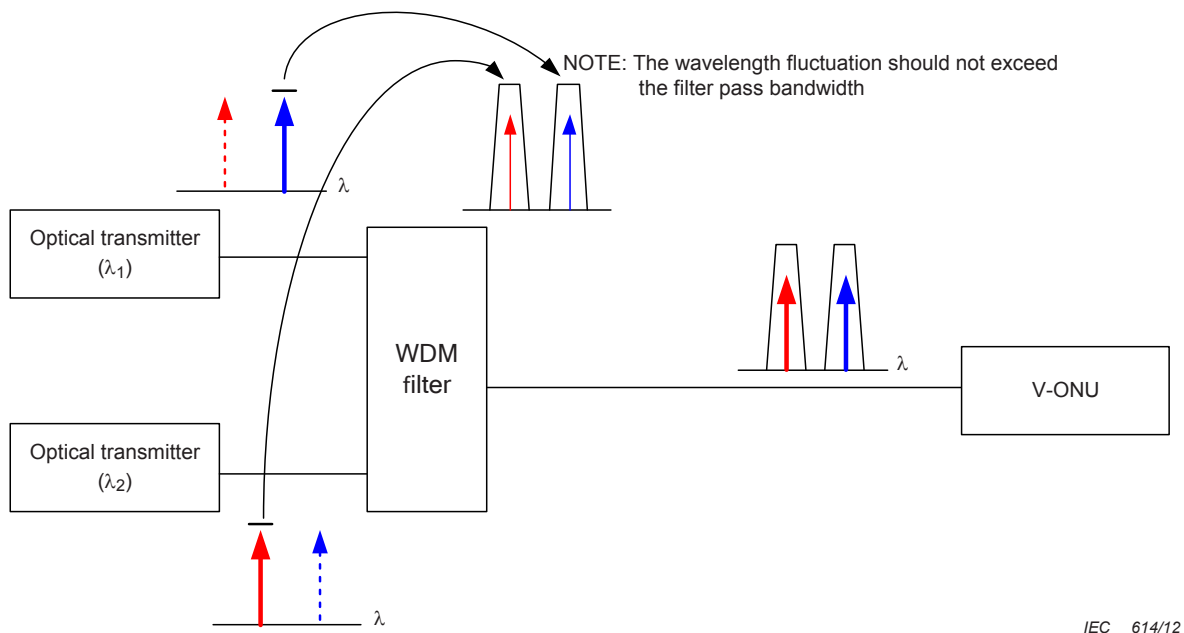 NOTE: The wavelength fluctuation should not exceed
the filter pass bandwidth
λ
Optical transmitter
(λ1)
WDM
filter
λ
V-ONU
Optical transmitter
(λ2)
λ
IEC 614/12